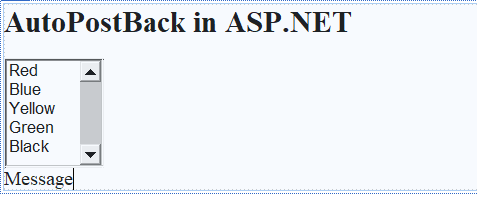 AutoPostBack in ASP.NET
Red
Blue
Yellow
Green
Black
Message